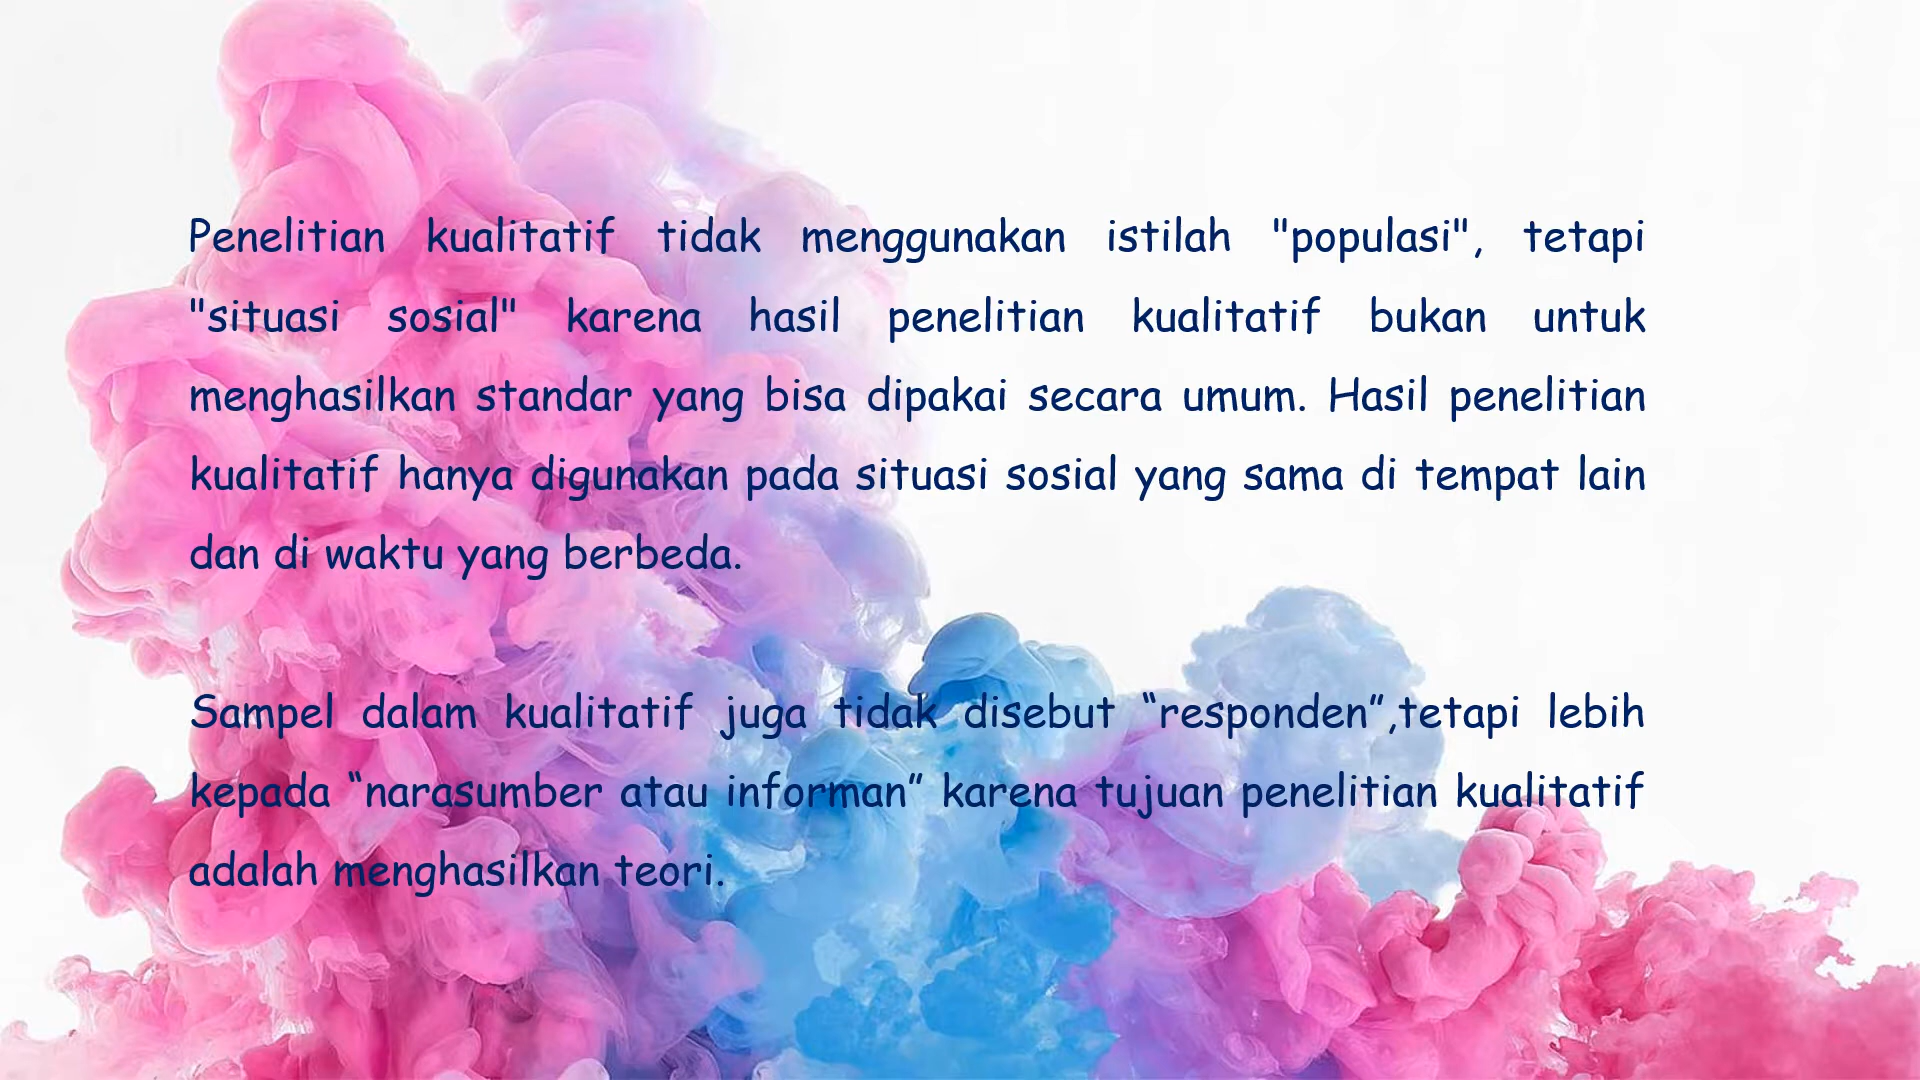 Penelitian kualitatif tidak menggunakan istilah "populasi", tetapi
"situasi sosial" karena hasil penelitian kualitatif bukan untuk
menghasilkan standar yang bisa dipakai secara umum. Hasil penelitian
kualitatif hanya digunakan pada situasi sosial yang sama di tempat lain
dan di waktu yang berbeda.
Sampel dalam kualitatif juga tidak disebut “responden”,tetapi lebih
kepada “narasumber atau informan” karena tujuan penelitian kualitatif
adalah menghasilkan teori.